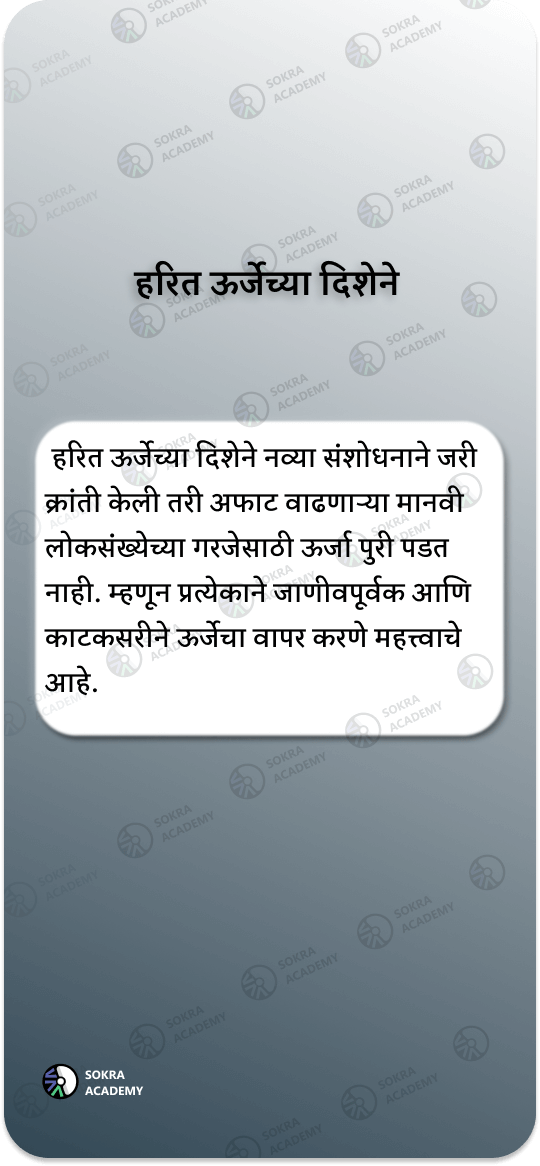 हरित ऊर्जेच्या दिशेने
हरित ऊर्जेच्या दिशेने नव्या संशोधनाने जरी
क्रांती केली तरी अफाट वाढणाऱ्या मानवी
लोकसंख्येच्या गरजेसाठी ऊर्जा पुरी पडत
नाही. म्हणून प्रत्येकाने जाणीवपूर्वक आणि
काटकसरीने ऊर्जेचा वापर करणे महत्त्वाचे
आहे.
SOKRA
ACADEMY